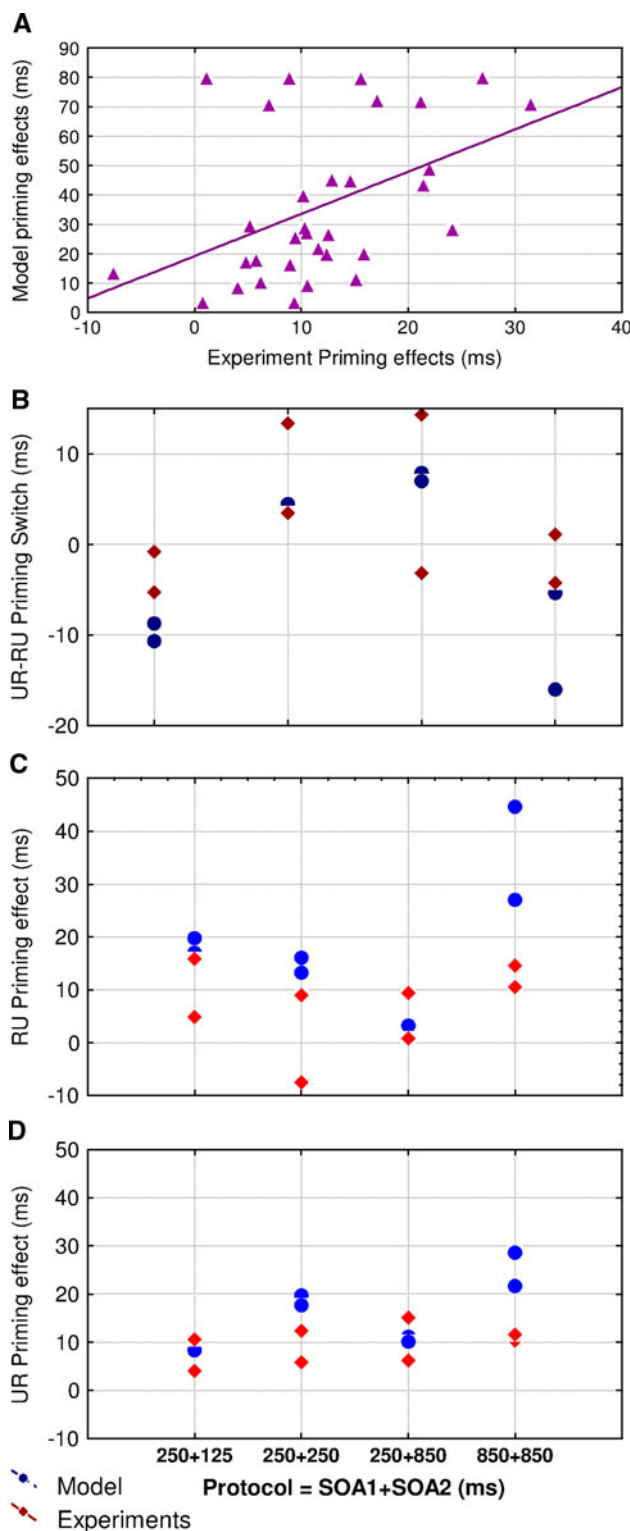 A
90
80
70
60
50
40
30
20
10
0
Model priming effects (ms)
-10 0 10 20 30 40
Experiment Priming effects (ms)
B
10
0
-10
-20
UR-RU Priming Switch (ms)
C
50
40
30
20
10
0
-10
RU Priming effect (ms)
D
50
40
30
20
10
0
-10
UR Priming effect (ms)
250+125 250+250 250+850 850+850
Protocol = SOA1+SOA2 (ms)
Model
Experiments